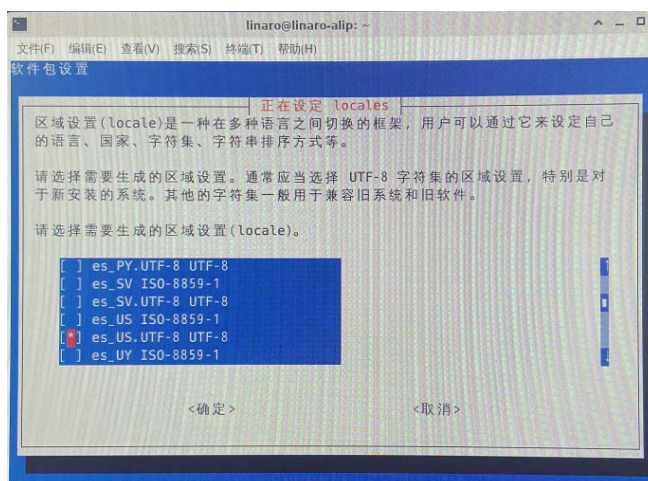 linaro@linaro-alip: ~
文件(F) 编辑(E) 查看(V) 搜索(S) 终端(T) 帮助(H)
软件包设置
正在设定 locales
区域设置(locale)是一种在多种语言之间切换的框架，用户可以通过它来设定自己
的语言、国家、字符集、字符串排序方式等。
请选择需要生成的区域设置。通常应当选择 UTF-8 字符集的区域设置，特别是对
于新安装的系统。其他的字符集一般用于兼容旧系统和旧软件。
请选择需要生成的区域设置(locale)。
[ ] es_PY.UTF-8 UTF-8
[ ] es_SV ISO-8859-1
[ ] es_SV.UTF-8 UTF-8
[ ] es_US ISO-8859-1
[*] es_US.UTF-8 UTF-8
[ ] es_UY ISO-8859-1
<确定> <取消>